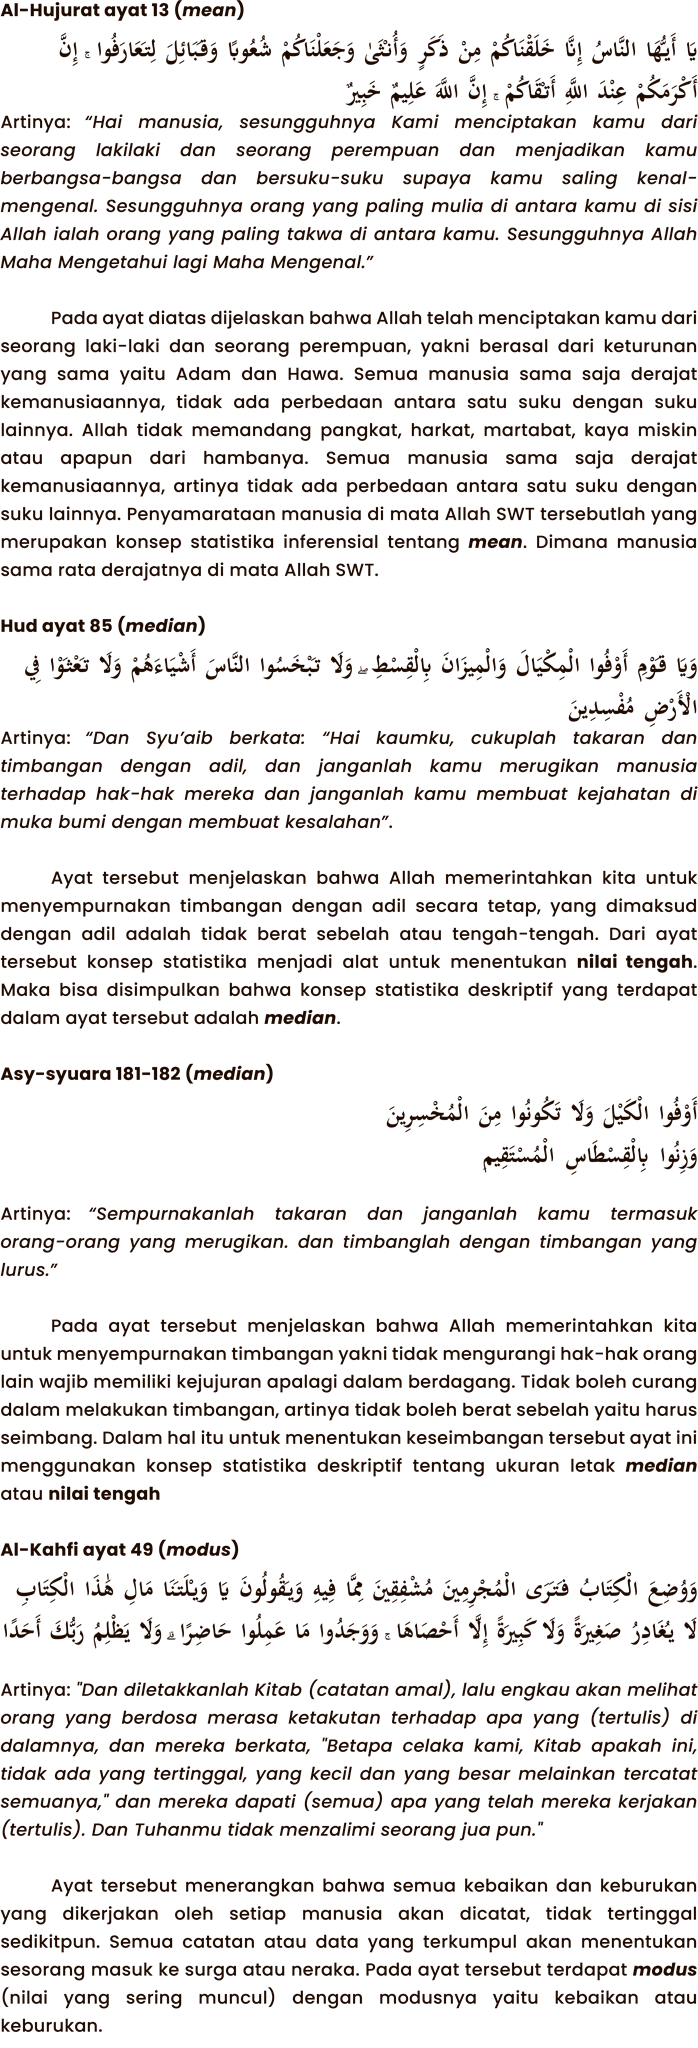 Al-Hujurat ayat 13 (mean)
يَا أَيُّهَا النَّاسُ إِنَّا خَلَقْنَاكُمْ مِنْ ذَكَرٍ وَأُنْثَىٰ وَجَعَلْنَاكُمْ شُعُوبًا وَقَبَائِلَ لِتَعَارَفُوا ۚ إِنَّ
أَكْرَمَكُمْ عِنْدَ اللَّهِ أَتْقَاكُمْ ۚ إِنَّ اللَّهَ عَلِيمٌ خَبِيرٌ
Artinya: “Hai manusia, sesungguhnya Kami menciptakan kamu dari
seorang lakilaki dan seorang perempuan dan menjadikan kamu
berbangsa-bangsa dan bersuku-suku supaya kamu saling kenal-
mengenal. Sesungguhnya orang yang paling mulia di antara kamu di sisi
Allah ialah orang yang paling takwa di antara kamu. Sesungguhnya Allah
Maha Mengetahui lagi Maha Mengenal.”
Pada ayat diatas dijelaskan bahwa Allah telah menciptakan kamu dari
seorang laki-laki dan seorang perempuan, yakni berasal dari keturunan
yang sama yaitu Adam dan Hawa. Semua manusia sama saja derajat
kemanusiaannya, tidak ada perbedaan antara satu suku dengan suku
lainnya. Allah tidak memandang pangkat, harkat, martabat, kaya miskin
atau apapun dari hambanya. Semua manusia sama saja derajat
kemanusiaannya, artinya tidak ada perbedaan antara satu suku dengan
suku lainnya. Penyamarataan manusia di mata Allah SWT tersebutlah yang
merupakan konsep statistika inferensial tentang mean. Dimana manusia
sama rata derajatnya di mata Allah SWT.
Hud ayat 85 (median)
وَيَا قَوْمِ أَوْفُوا الْمِكْيَالَ وَالْمِيزَانَ بِالْقِسْطِ ۖ وَلَا تَبْخَسُوا النَّاسَ أَشْيَاءَهُمْ وَلَا تَعْثَوْا فِي
الْأَرْضِ مُفْسِدِينَ
Artinya: “Dan Syu’aib berkata: “Hai kaumku, cukuplah takaran dan
timbangan dengan adil, dan janganlah kamu merugikan manusia
terhadap hak-hak mereka dan janganlah kamu membuat kejahatan di
muka bumi dengan membuat kesalahan”.
Ayat tersebut menjelaskan bahwa Allah memerintahkan kita untuk
menyempurnakan timbangan dengan adil secara tetap, yang dimaksud
dengan adil adalah tidak berat sebelah atau tengah-tengah. Dari ayat
tersebut konsep statistika menjadi alat untuk menentukan nilai tengah.
Maka bisa disimpulkan bahwa konsep statistika deskriptif yang terdapat
dalam ayat tersebut adalah median.
Asy-syuara 181-182 (median)
أَوْفُوا الْكَيْلَ وَلَا تَكُونُوا مِنَ الْمُخْسِرِينَ
وَزِنُوا بِالْقِسْطَاسِ الْمُسْتَقِيمِ
Artinya: “Sempurnakanlah takaran dan janganlah kamu termasuk
orang-orang yang merugikan. dan timbanglah dengan timbangan yang
lurus.”
Pada ayat tersebut menjelaskan bahwa Allah memerintahkan kita
untuk menyempurnakan timbangan yakni tidak mengurangi hak-hak orang
lain wajib memiliki kejujuran apalagi dalam berdagang. Tidak boleh curang
dalam melakukan timbangan, artinya tidak boleh berat sebelah yaitu harus
seimbang. Dalam hal itu untuk menentukan keseimbangan tersebut ayat ini
menggunakan konsep statistika deskriptif tentang ukuran letak median
atau nilai tengah
Al-Kahfi ayat 49 (modus)
وَوُضِعَ الْكِتَابُ فَتَرَى الْمُجْرِمِينَ مُشْفِقِينَ مِمَّا فِيهِ وَيَقُولُونَ يَا وَيْلَتَنَا مَالِ هَٰذَا الْكِتَابِ
لَا يُغَادِرُ صَغِيرَةً وَلَا كَبِيرَةً إِلَّا أَحْصَاهَا ۚ وَوَجَدُوا مَا عَمِلُوا حَاضِرًا ۗ وَلَا يَظْلِمُ رَبُّكَ أَحَدًا
Artinya: "Dan diletakkanlah Kitab (catatan amal), lalu engkau akan melihat
orang yang berdosa merasa ketakutan terhadap apa yang (tertulis) di
dalamnya, dan mereka berkata, "Betapa celaka kami, Kitab apakah ini,
tidak ada yang tertinggal, yang kecil dan yang besar melainkan tercatat
semuanya," dan mereka dapati (semua) apa yang telah mereka kerjakan
(tertulis). Dan Tuhanmu tidak menzalimi seorang jua pun."
Ayat tersebut menerangkan bahwa semua kebaikan dan keburukan
yang dikerjakan oleh setiap manusia akan dicatat, tidak tertinggal
sedikitpun. Semua catatan atau data yang terkumpul akan menentukan
sesorang masuk ke surga atau neraka. Pada ayat tersebut terdapat modus
(nilai yang sering muncul) dengan modusnya yaitu kebaikan atau
keburukan.